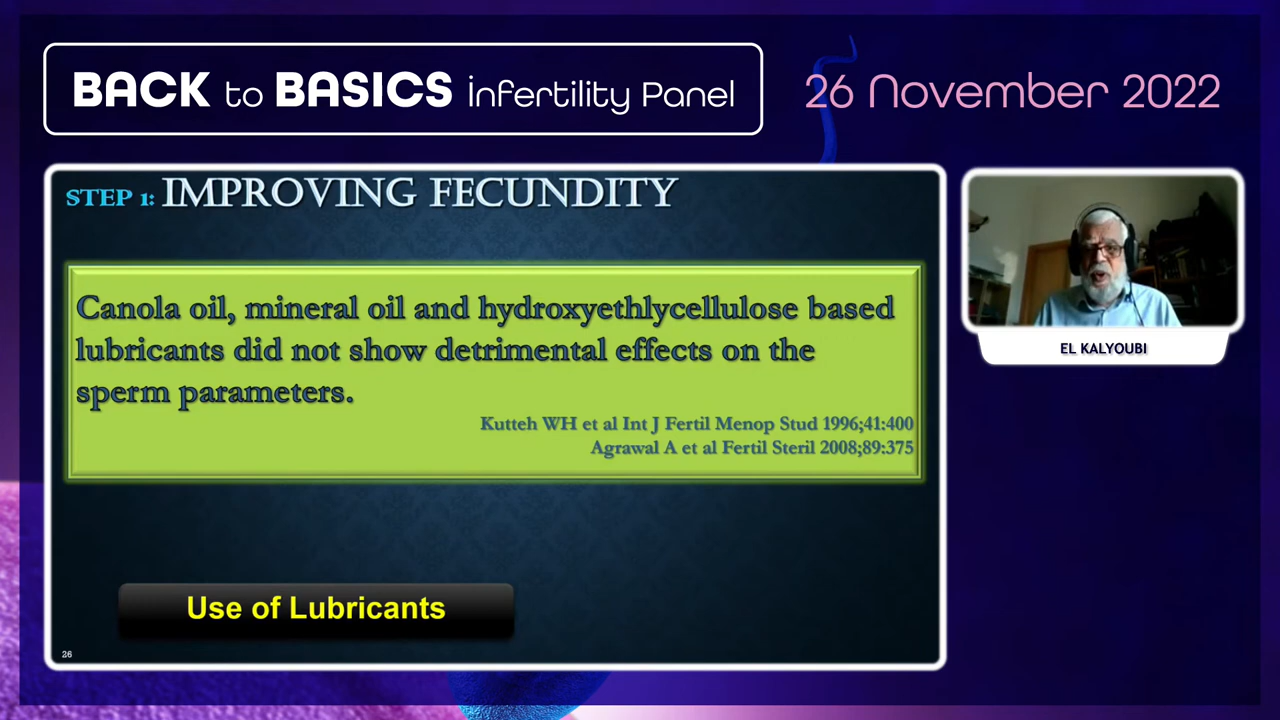 BACK to BASICS infertility Panel
26 November 2022
STEP 1: IMPROVING FECUNDITY
Canola oil, mineral oil and hydroxyethlycellulose based
lubricants did not show detrimental effects on the
sperm parameters.
Kutteh WH et al Int J Fertil Menop Stud 1996;41:400
Agrawal A et al Fertil Steril 2008;89:375
Use of Lubricants
26
EL KALYOUBI